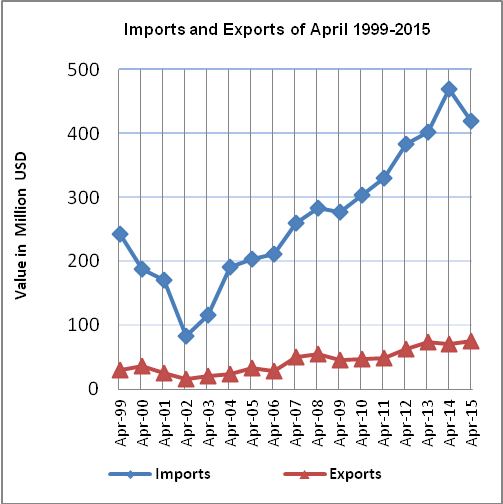 Imports and Exports of April 1999-2015
Value in Million USD
500
400
300
200
100
0
Apr-99
Apr-00
Apr-01
Apr-02
Apr-03
Apr-04
Apr-05
Apr-06
Apr-07
Apr-08
Apr-09
Apr-10
Apr-11
Apr-12
Apr-13
Apr-14
Apr-15
Imports
Exports